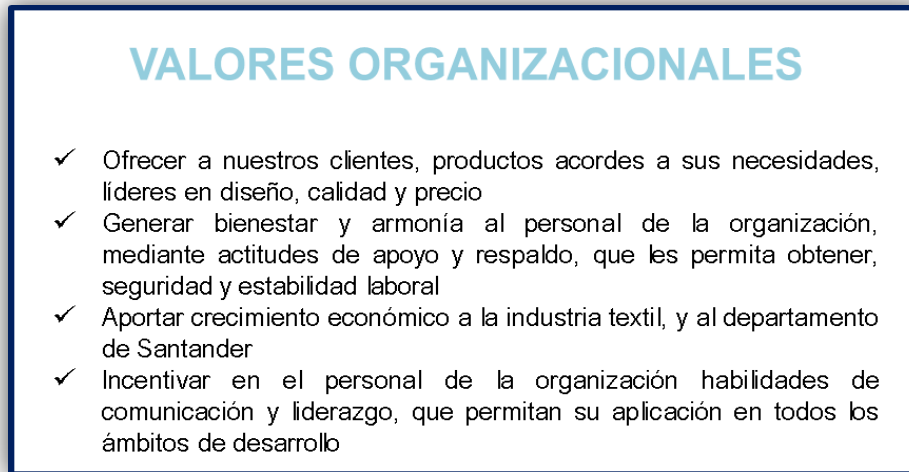 VALORES ORGANIZACIONALES
✓ Ofrecer a nuestros clientes, productos acordes a sus necesidades,
líderes en diseño, calidad y precio
✓ Generar bienestar y armonía al personal de la organización,
mediante actitudes de apoyo y respaldo, que les permita obtener,
seguridad y estabilidad laboral
✓ Aportar crecimiento económico a la industria textil, y al departamento
de Santander
✓ Incentivar en el personal de la organización habilidades de
comunicación y liderazgo, que permitan su aplicación en todos los
ámbitos de desarrollo